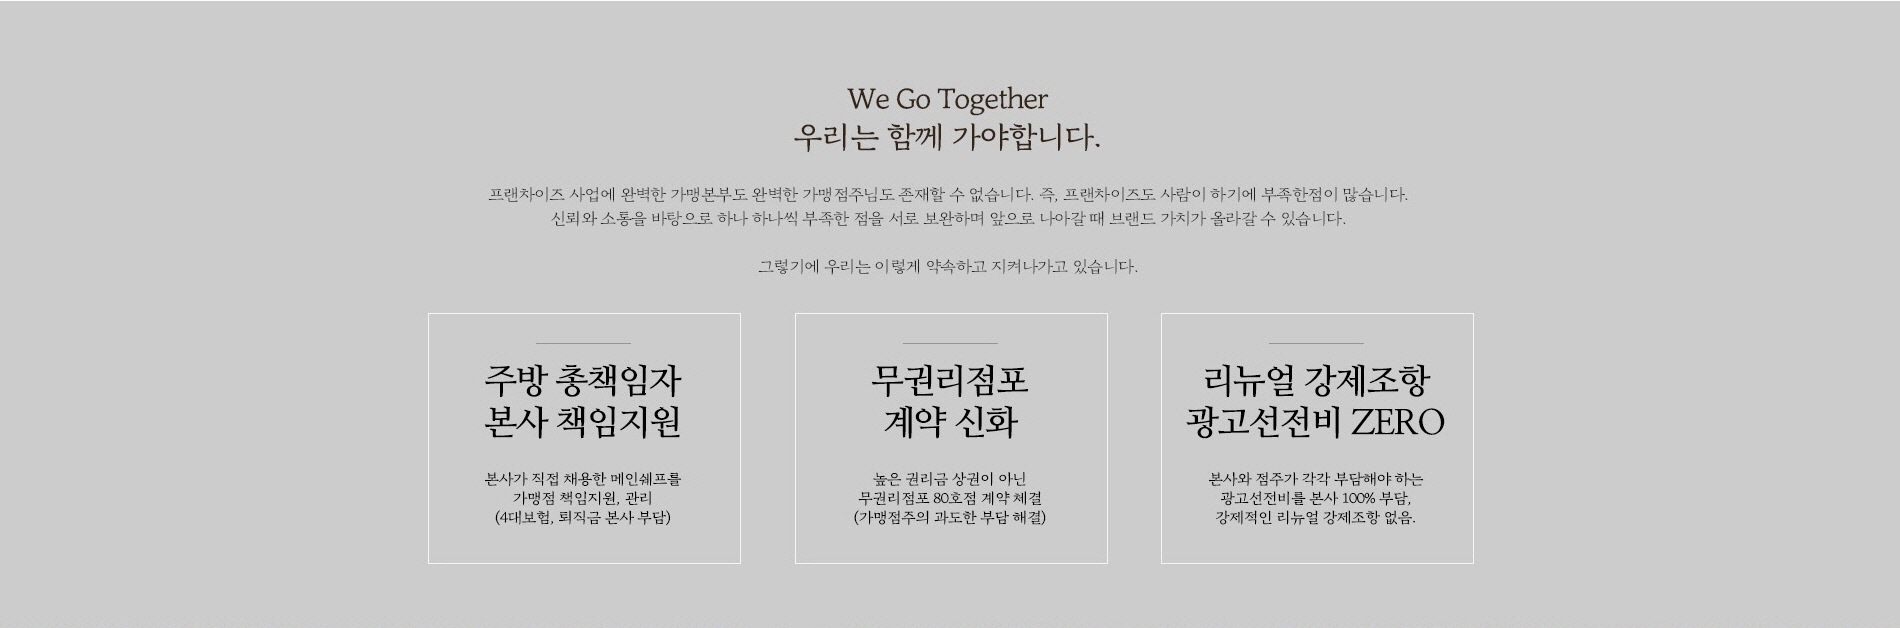 We Go Together
우리는 함께 가야합니다.
프랜차이즈 사업에 완벽한 가맹본부도 완벽한 가맹점주님도 존재할 수 없습니다. 즉, 프랜차이즈도 사람이 하기에 부족한점이 많습니다.
신뢰와 소통을 바탕으로 하나 하나씩 부족한 점을 서로 보완하며 앞으로 나아갈 때 브랜드 가치가 올라갈 수 있습니다.
그렇기에 우리는 이렇게 약속하고 지켜나가고 있습니다.
주방 총책임자
본사 책임지원
본사가 직접 채용한 메인쉐프를
가맹점 책임지원, 관리
(4대보험, 퇴직금 본사 부담)
무권리점포
계약 신화
높은 권리금 상권이 아닌
무권리점포 80호점 계약 체결
(가맹점주의 과도한 부담 해결)
리뉴얼 강제조항
광고선전비 ZERO
본사와 점주가 각각 부담해야 하는
광고선전비를 본사 100% 부담,
강제적인 리뉴얼 강제조항 없음.